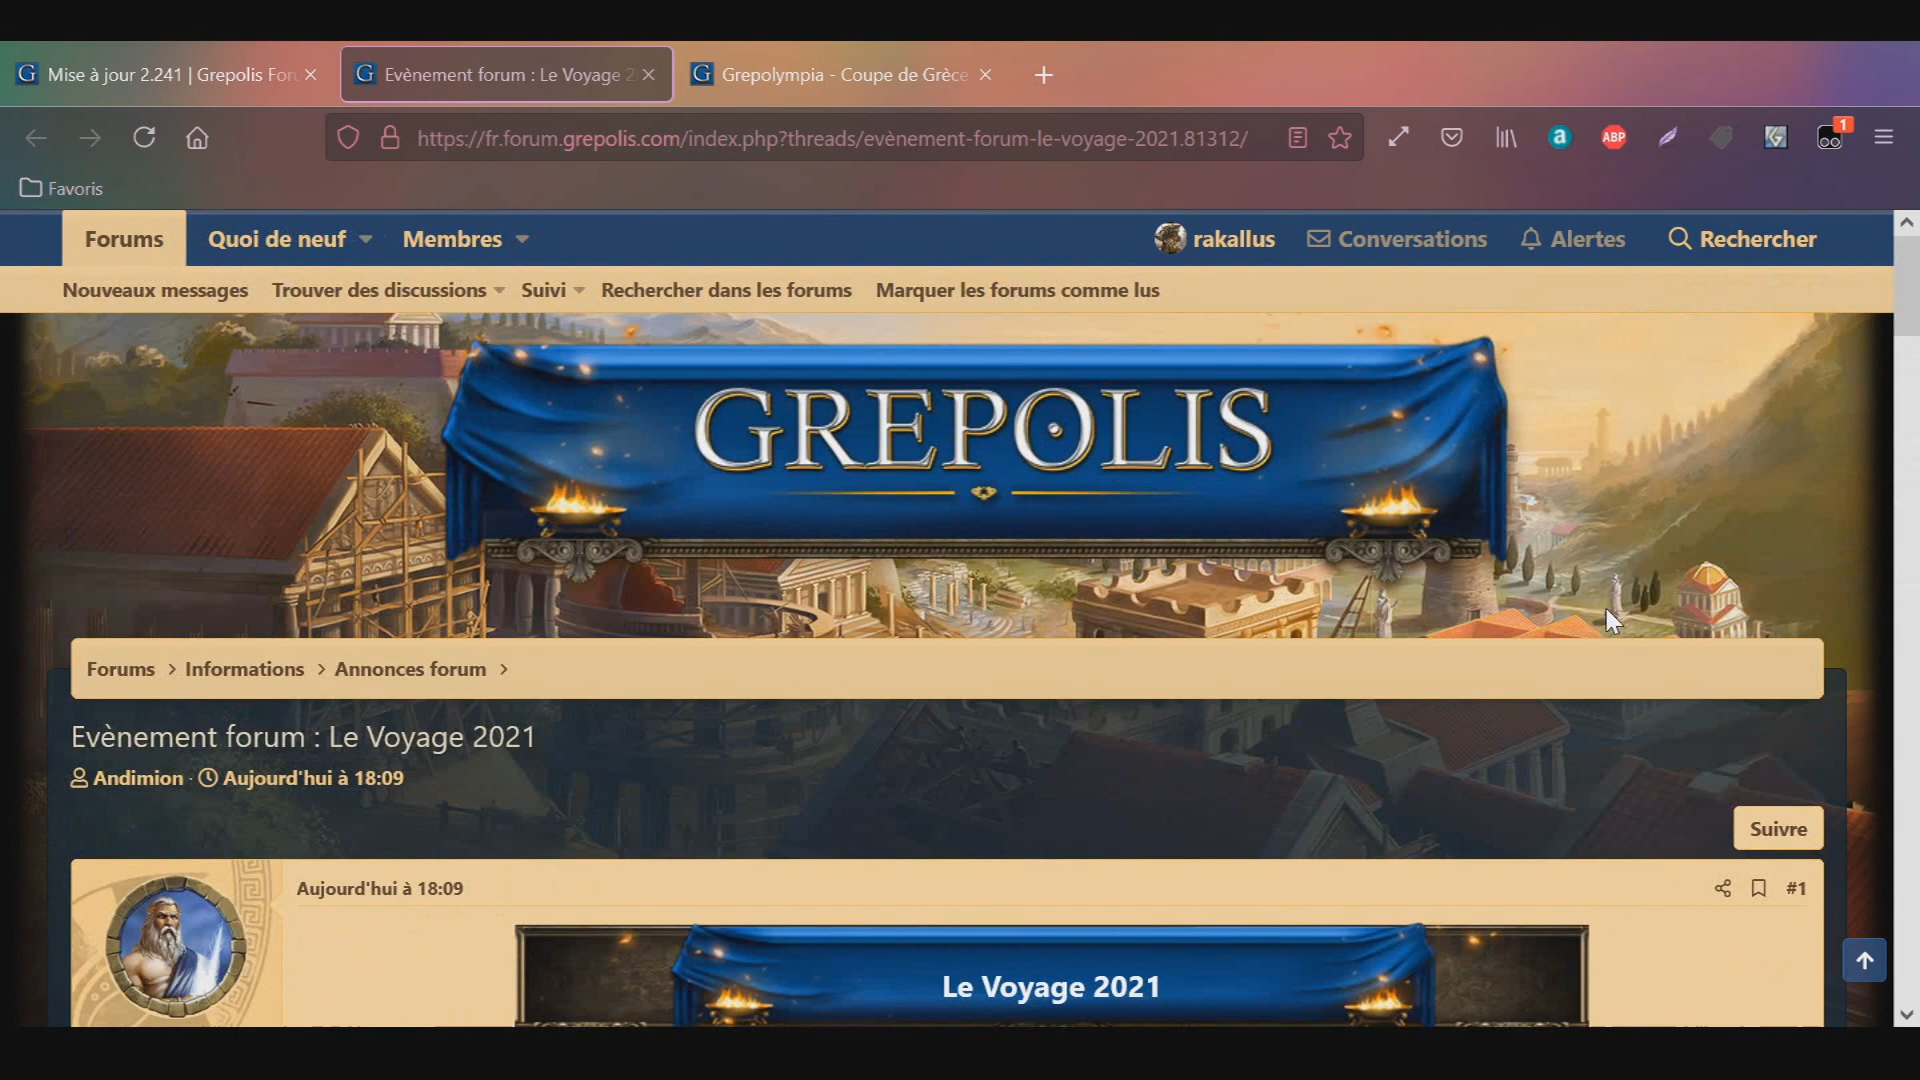 Mise à jour 2.241 | Grepolis For
Evènement forum : Le Voyage 2
Grepolympia - Coupe de Grèce
https://fr.forum.grepolis.com/index.php?threads/evènement-forum-le-voyage-2021.81312/
a
ABP
1
Favoris
Forums
Quoi de neuf
Membres
rakallus
Conversations
Alertes
Rechercher
Nouveaux messages
Trouver des discussions
Suivi
Rechercher dans les forums
Marquer les forums comme lus
GREPOLIS
Forums > Informations > Annonces forum >
Evènement forum : Le Voyage 2021
Andimion · Aujourd'hui à 18:09
Suivre
Aujourd'hui à 18:09
#1
Le Voyage 2021